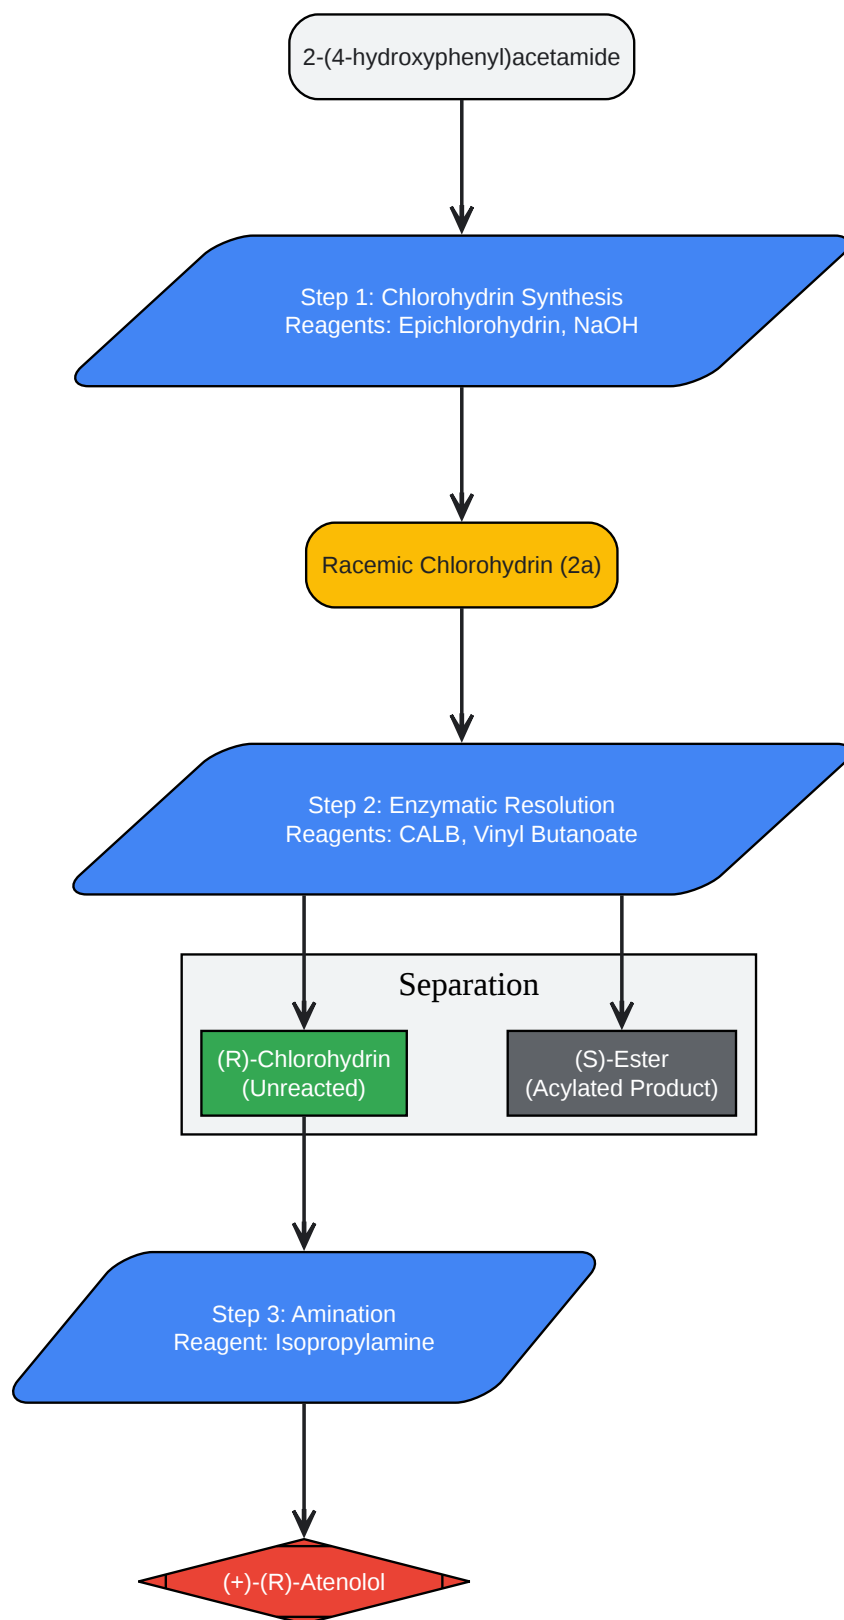 2-(4-hydroxyphenyl)acetamide
Step 1: Chlorohydrin Synthesis
Reagents: Epichlorohydrin, NaOH
Racemic Chlorohydrin (2a)
Step 2: Enzymatic Resolution
Reagents: CALB, Vinyl Butanoate
Separation
(R)-Chlorohydrin
(Unreacted)
(S)-Ester
(Acylated Product)
Step 3: Amination
Reagent: Isopropylamine
(+)-(R)-Atenolol